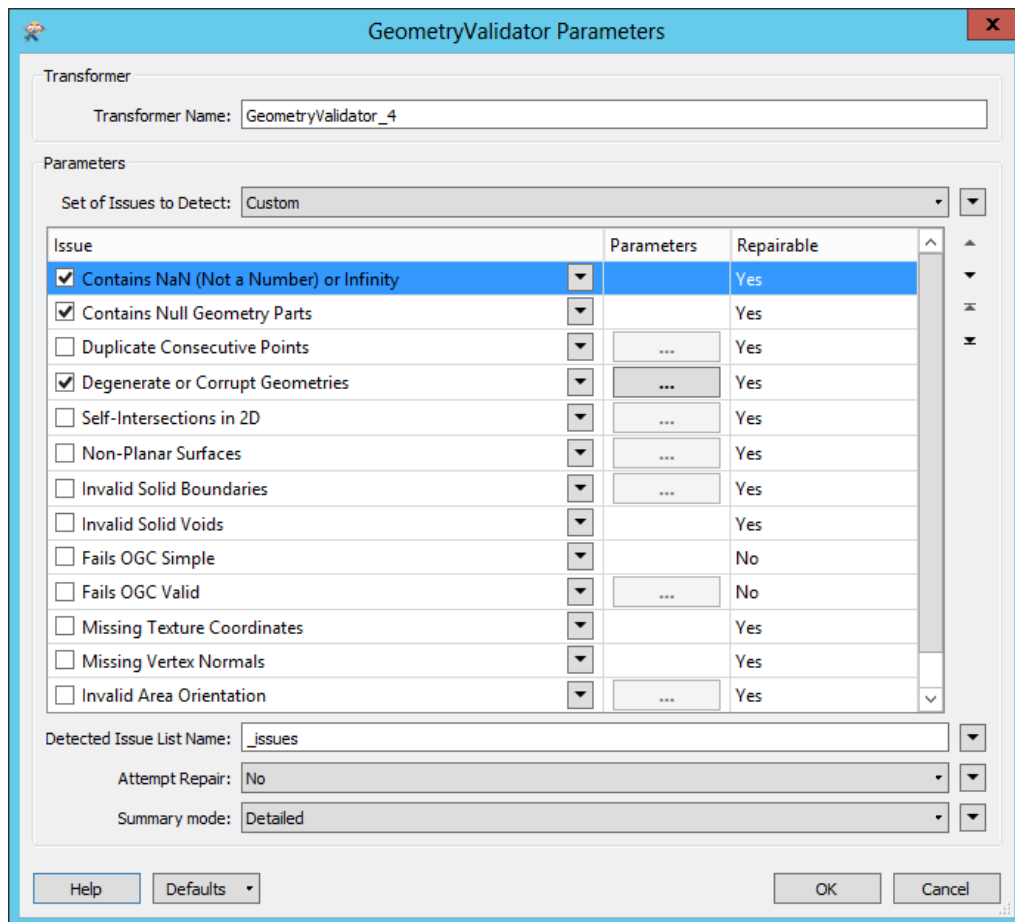 GeometryValidator Parameters
X
Transformer
Transformer Name: GeometryValidator_4
Parameters
Set of Issues to Detect: Custom
Issue Parameters Repairable
Contains NaN (Not a Number) or Infinity Yes
Contains Null Geometry Parts Yes
Duplicate Consecutive Points ... Yes
Degenerate or Corrupt Geometries ... Yes
Self-Intersections in 2D ... Yes
Non-Planar Surfaces ... Yes
Invalid Solid Boundaries ... Yes
Invalid Solid Voids Yes
Fails OGC Simple No
Fails OGC Valid ... No
Missing Texture Coordinates Yes
Missing Vertex Normals Yes
Invalid Area Orientation ... Yes
Detected Issue List Name: _issues
Attempt Repair: No
Summary mode: Detailed
Help Defaults OK Cancel